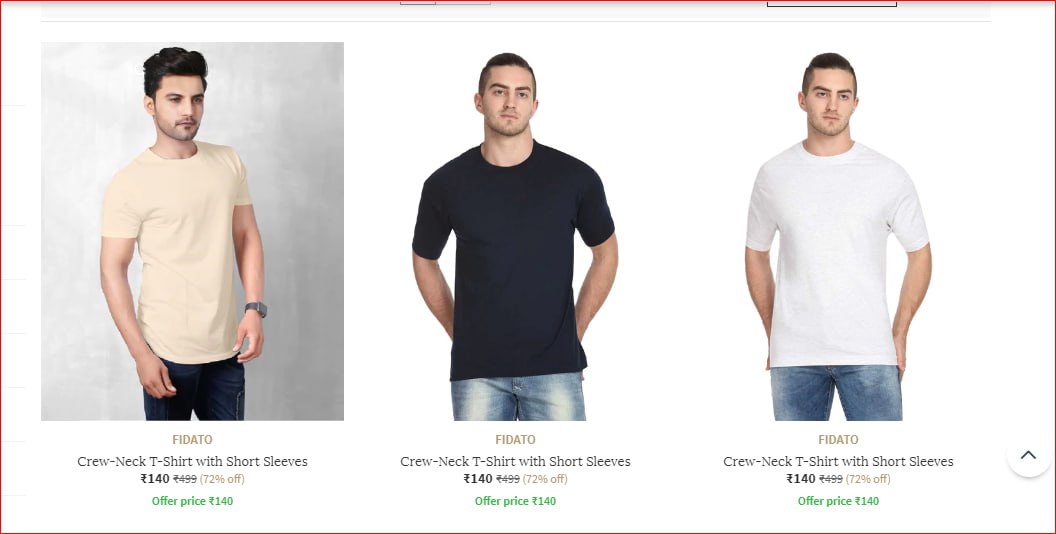 FIDATO
Crew-Neck T-Shirt with Short Sleeves
₹140 ₹499 (72% off)
Offer price ₹140
FIDATO
Crew-Neck T-Shirt with Short Sleeves
₹140 ₹499 (72% off)
Offer price ₹140
FIDATO
Crew-Neck T-Shirt with Short Sleeves
₹140 ₹499 (72% off)
Offer price ₹140